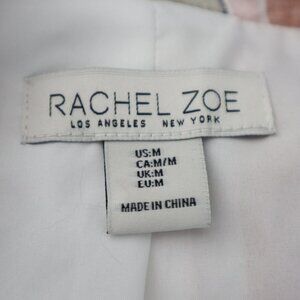 RACHEL ZOE
LOS ANGELES NEW YORK
US:M
CA:M/M
UK:M
EU:M
MADE IN CHINA